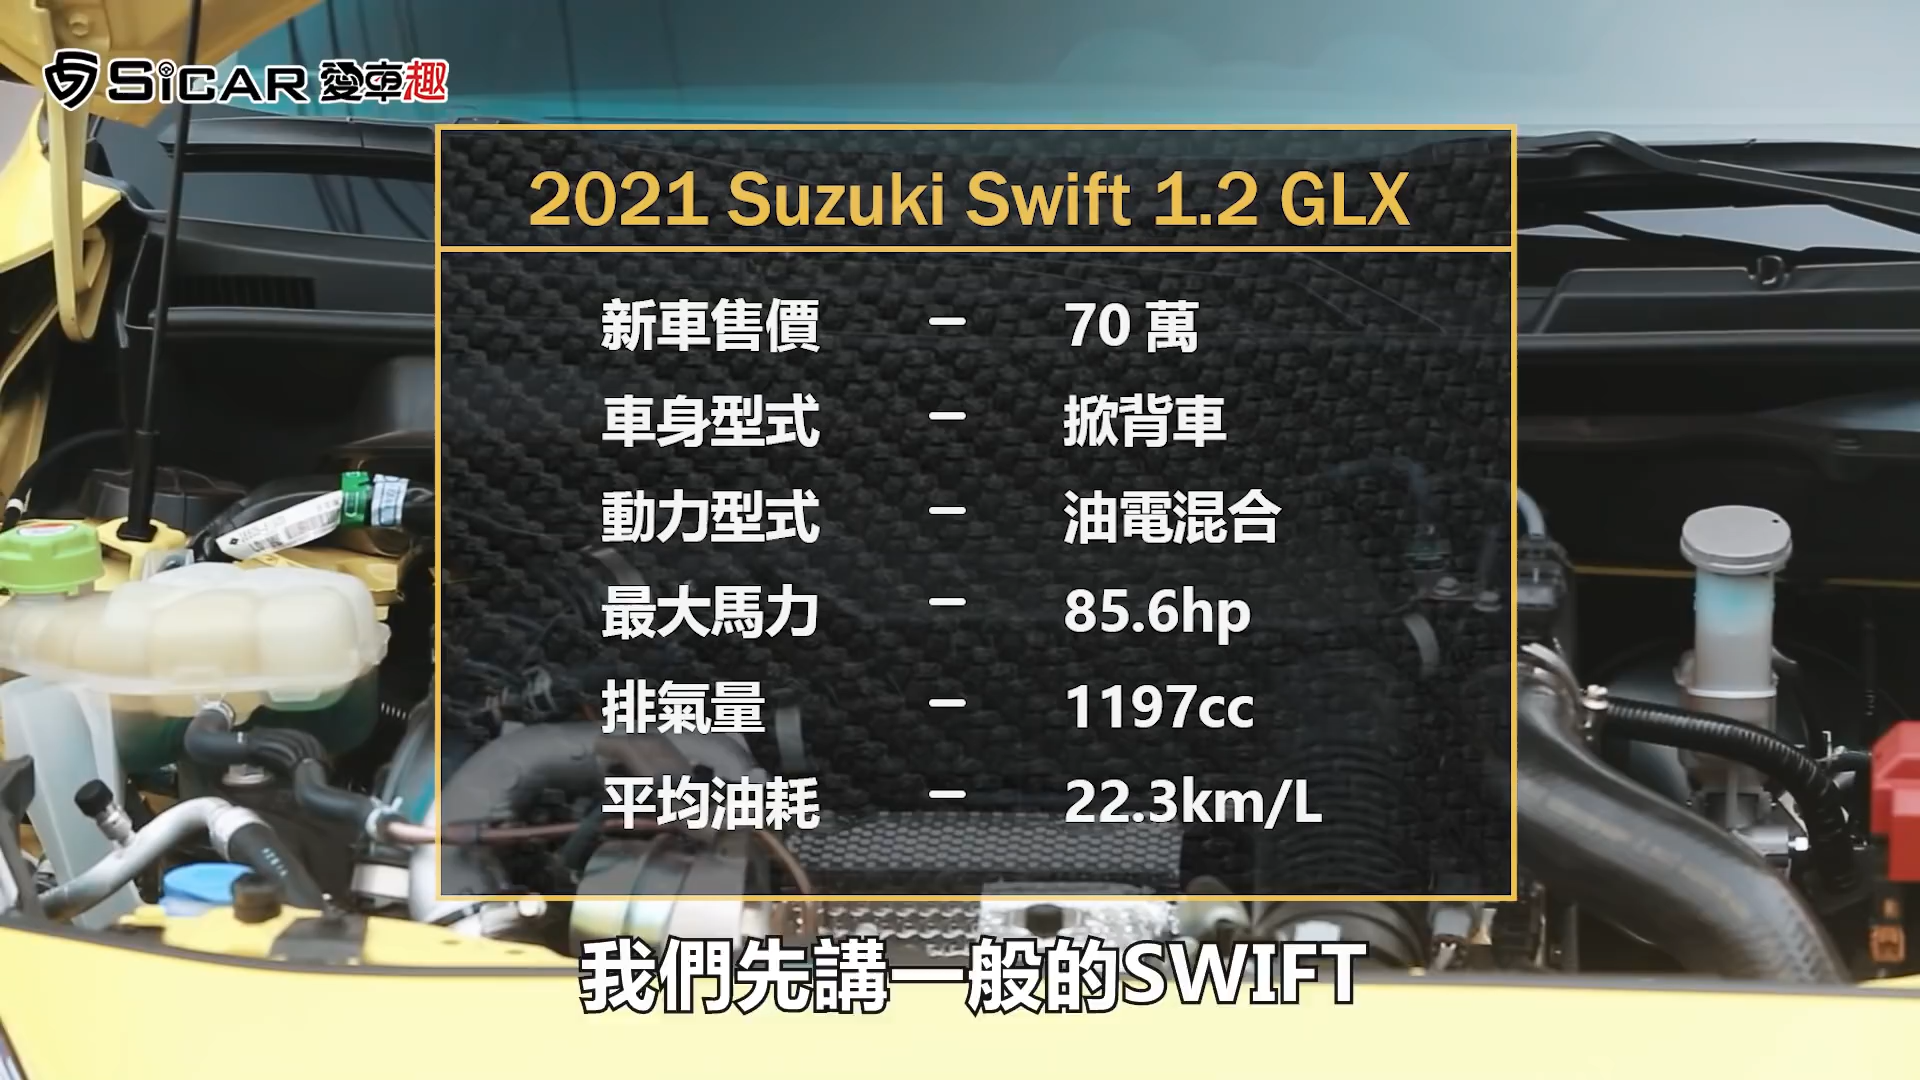 SiCAR 愛車趣
2021 Suzuki Swift 1.2 GLX
新車售價 － 70 萬
車身型式 － 掀背車
動力型式 － 油電混合
最大馬力 － 85.6hp
排氣量 － 1197cc
平均油耗 － 22.3km/L
我們先講一般的SWIFT